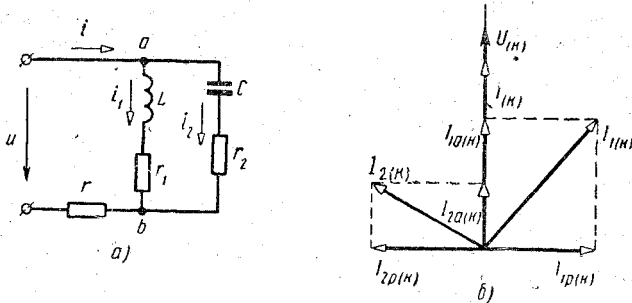 i
a
i₁
L
C
i₂
u
r₁
r₂
r
b
а)
U(к)
I(к)
I1a(к)
I1(к)
I2(к)
I2a(к)
I2p(к)
I1p(к)
б)